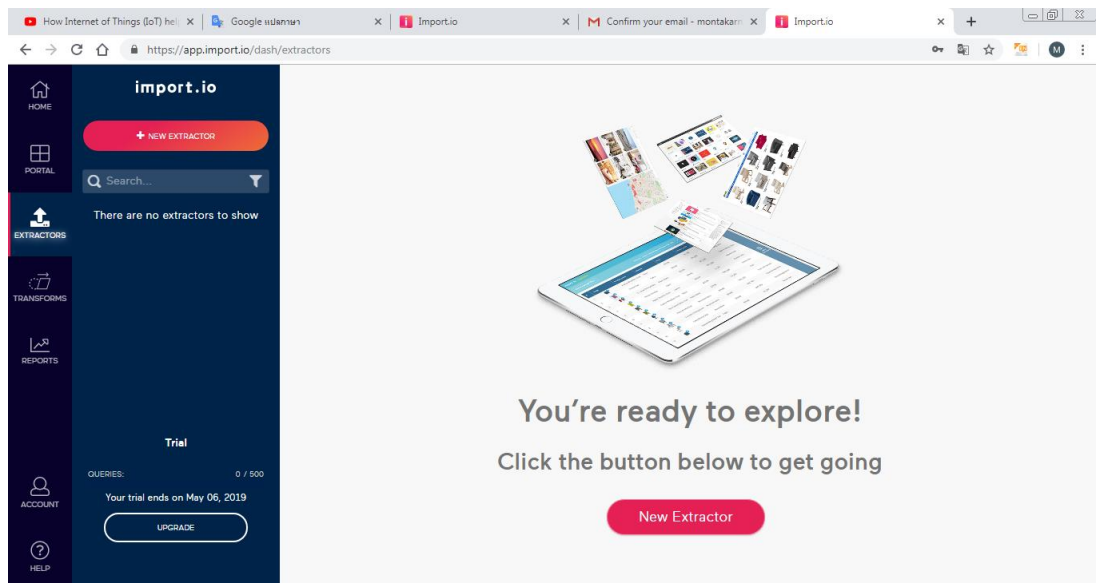 How Internet of Things (IoT) hel
Google แปลภาษา
Import.io
Confirm your email - montakarn
Import.io
https://app.import.io/dash/extractors
M
HOME
PORTAL
EXTRACTORS
TRANSFORMS
REPORTS
ACCOUNT
HELP
import.io
+ NEW EXTRACTOR
Search...
There are no extractors to show
Trial
QUERIES: 0 / 500
Your trial ends on May 06, 2019
UPGRADE
You're ready to explore!
Click the button below to get going
New Extractor